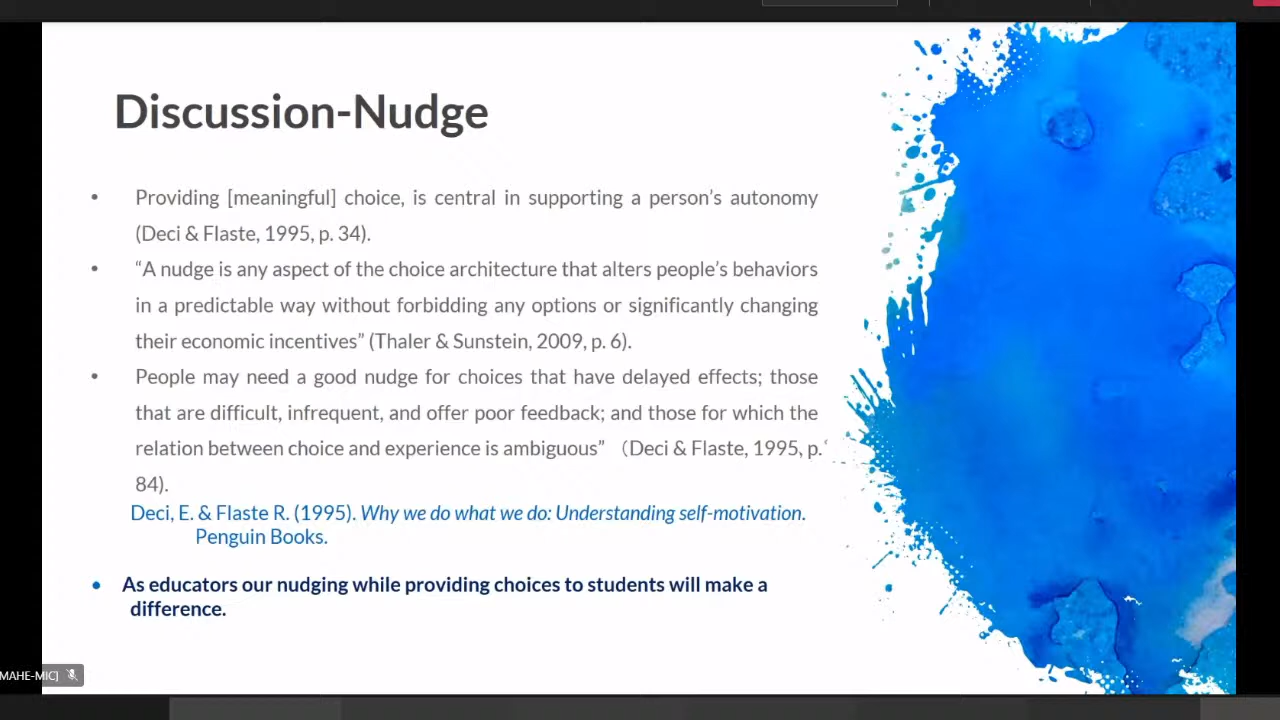 Discussion-Nudge
• Providing [meaningful] choice, is central in supporting a person’s autonomy
(Deci & Flaste, 1995, p. 34).
• “A nudge is any aspect of the choice architecture that alters people’s behaviors
in a predictable way without forbidding any options or significantly changing
their economic incentives” (Thaler & Sunstein, 2009, p. 6).
• People may need a good nudge for choices that have delayed effects; those
that are difficult, infrequent, and offer poor feedback; and those for which the
relation between choice and experience is ambiguous” （Deci & Flaste, 1995, p.
84).
Deci, E. & Flaste R. (1995). Why we do what we do: Understanding self-motivation.
Penguin Books.
• As educators our nudging while providing choices to students will make a
difference.
MAHE-MIC]